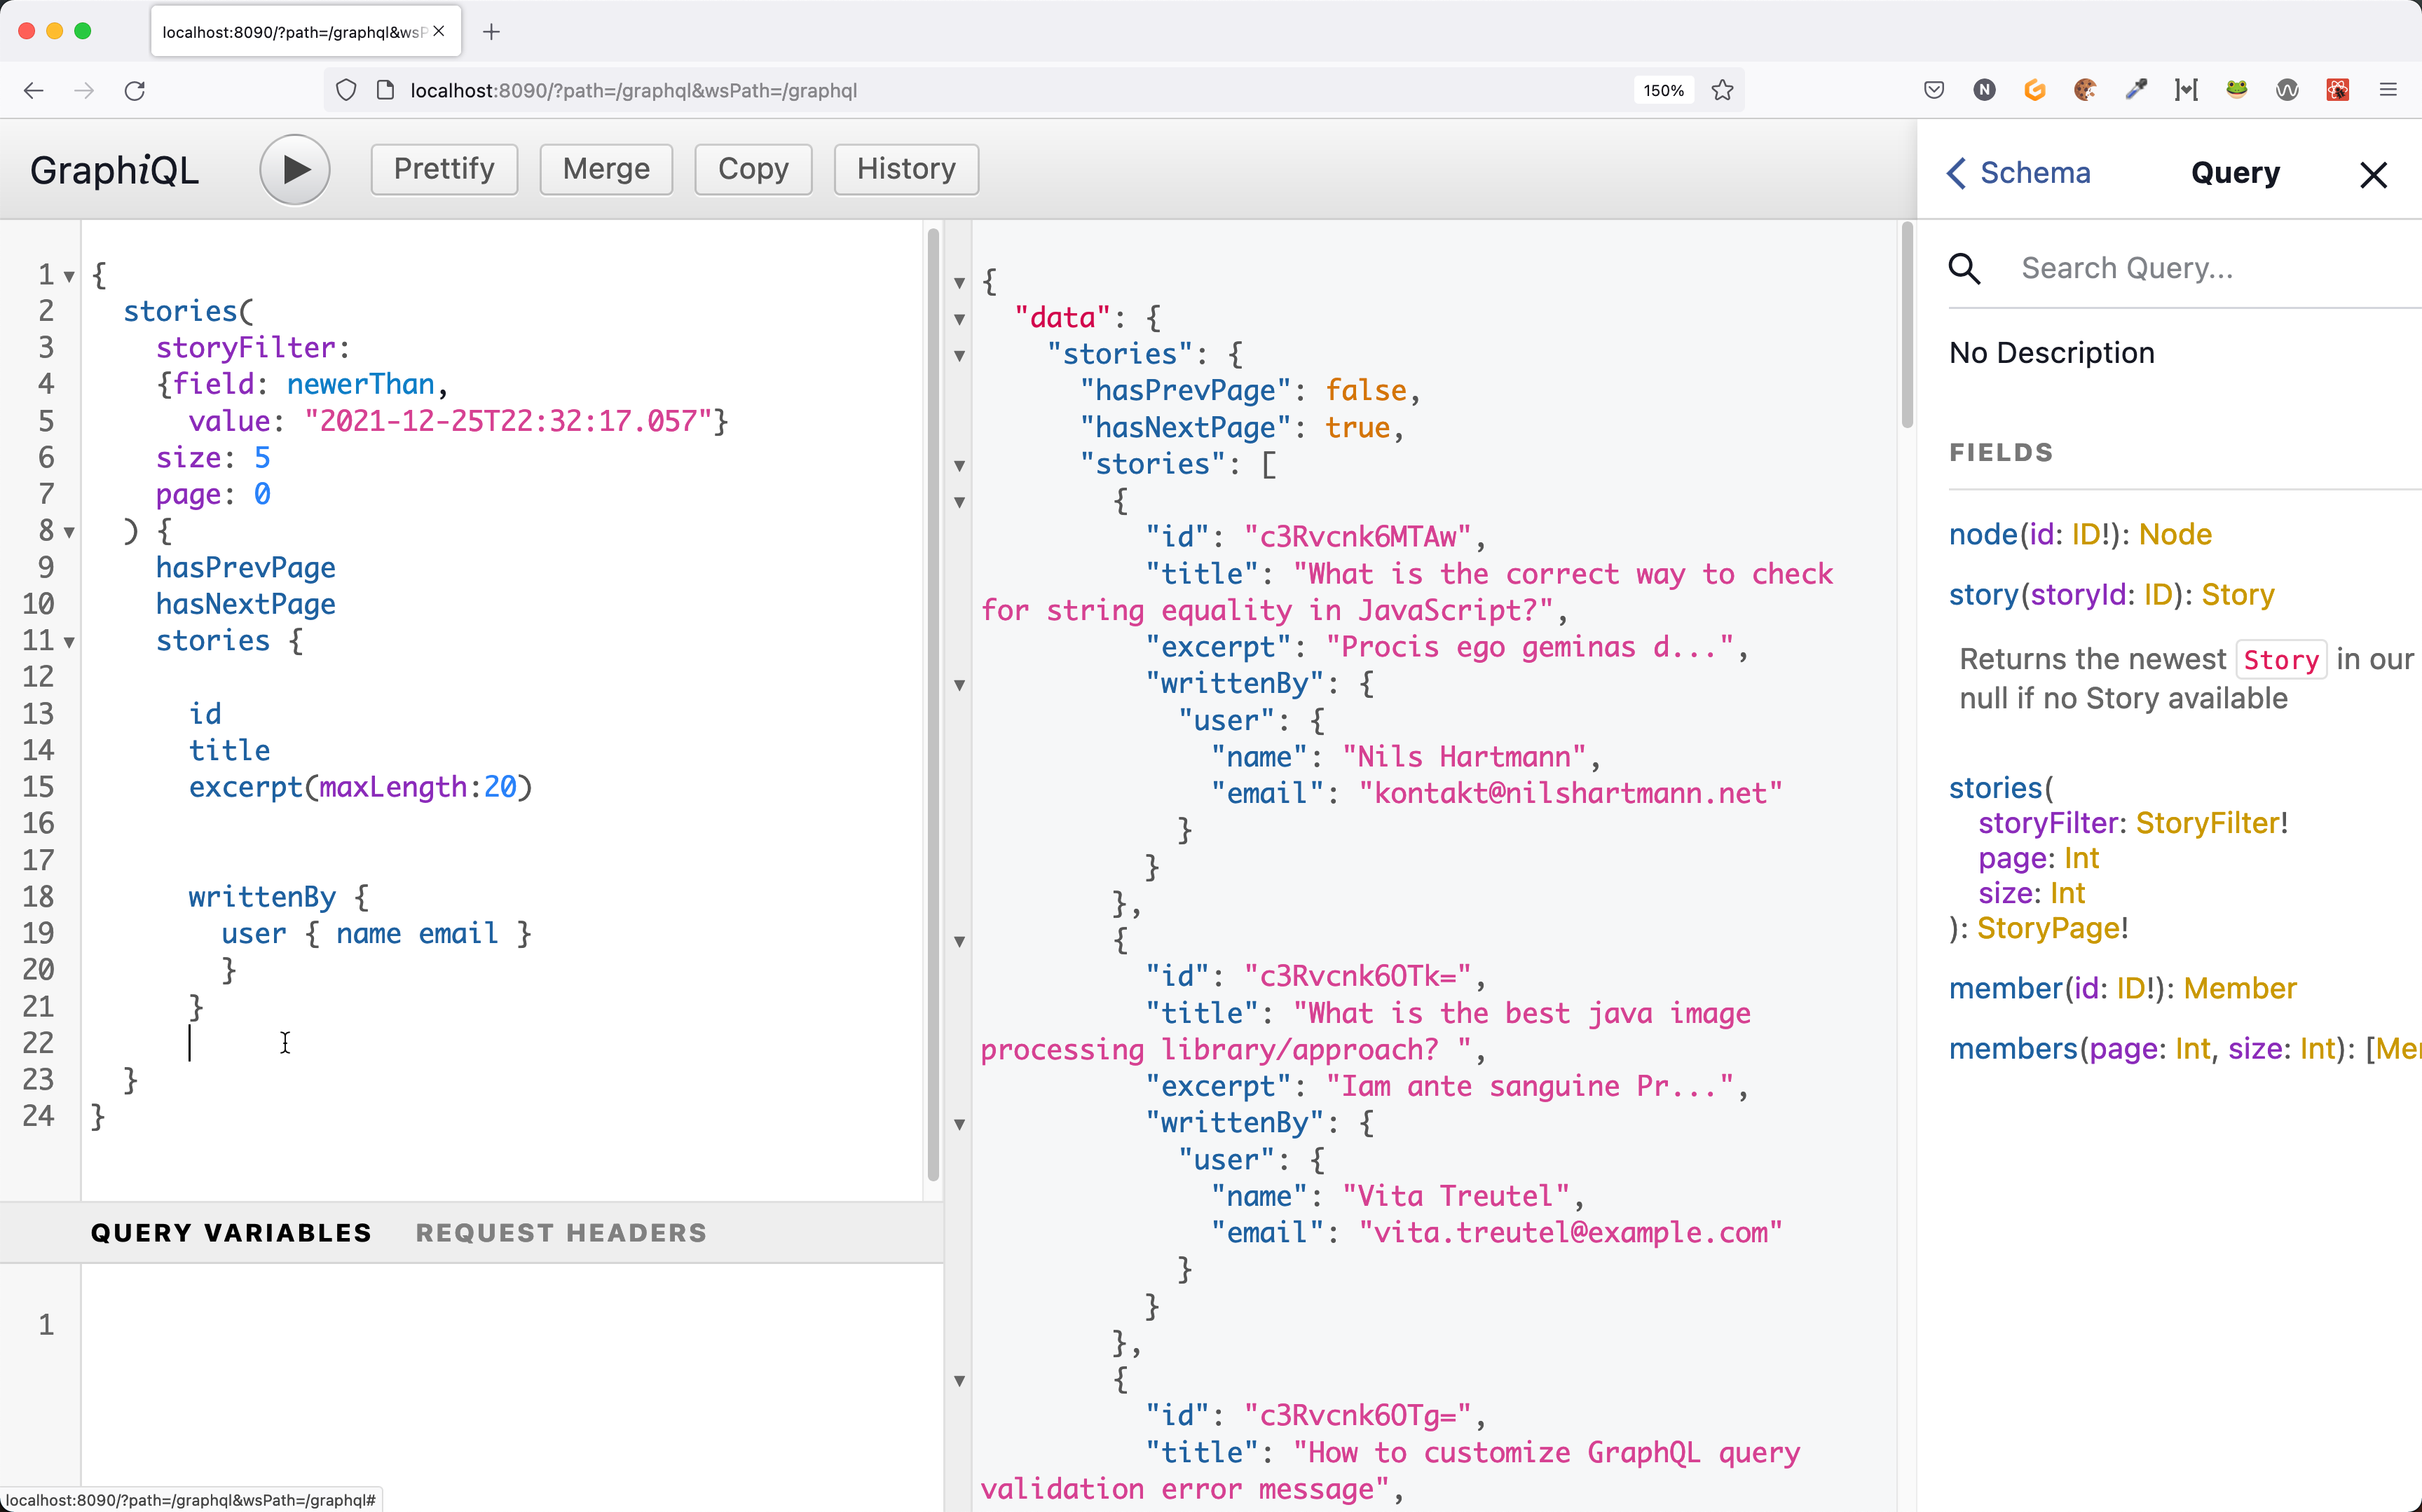 localhost:8090/?path=/graphql&wsP
localhost:8090/?path=/graphql&wsPath=/graphql
150%
N
GraphiQL
Prettify
Merge
Copy
History
Schema
Query
1
2
3
4
5
6
7
8
9
10
11
12
13
14
15
16
17
18
19
20
21
22
23
24
{
stories(
storyFilter:
{field: newerThan,
value: "2021-12-25T22:32:17.057"}
size: 5
page: 0
) {
hasPrevPage
hasNextPage
stories {
id
title
excerpt(maxLength:20)
writtenBy {
user { name email }
}
}
}
}
QUERY VARIABLES
REQUEST HEADERS
1
localhost:8090/?path=/graphql&wsPath=/graphql#
{
"data": {
"stories": {
"hasPrevPage": false,
"hasNextPage": true,
"stories": [
{
"id": "c3Rvcnk6MTAw",
"title": "What is the correct way to check
for string equality in JavaScript?",
"excerpt": "Procis ego geminas d...",
"writtenBy": {
"user": {
"name": "Nils Hartmann",
"email": "kontakt@nilshartmann.net"
}
}
},
{
"id": "c3Rvcnk6OTk=",
"title": "What is the best java image
processing library/approach? ",
"excerpt": "Iam ante sanguine Pr...",
"writtenBy": {
"user": {
"name": "Vita Treutel",
"email": "vita.treutel@example.com"
}
}
},
{
"id": "c3Rvcnk6OTg=",
"title": "How to customize GraphQL query
validation error message",
Search Query...
No Description
FIELDS
node(id: ID!): Node
story(storyId: ID): Story
Returns the newest Story in our
null if no Story available
stories(
storyFilter: StoryFilter!
page: Int
size: Int
): StoryPage!
member(id: ID!): Member
members(page: Int, size: Int): [Me